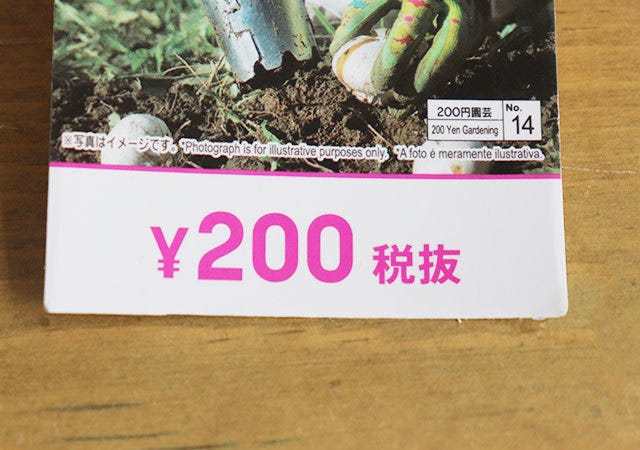 200円園芸
200 Yen Gardening
No.
14
※写真はイメージです。*Photograph is for illustrative purposes only. *A foto é meramente ilustrativa.
¥200 税抜